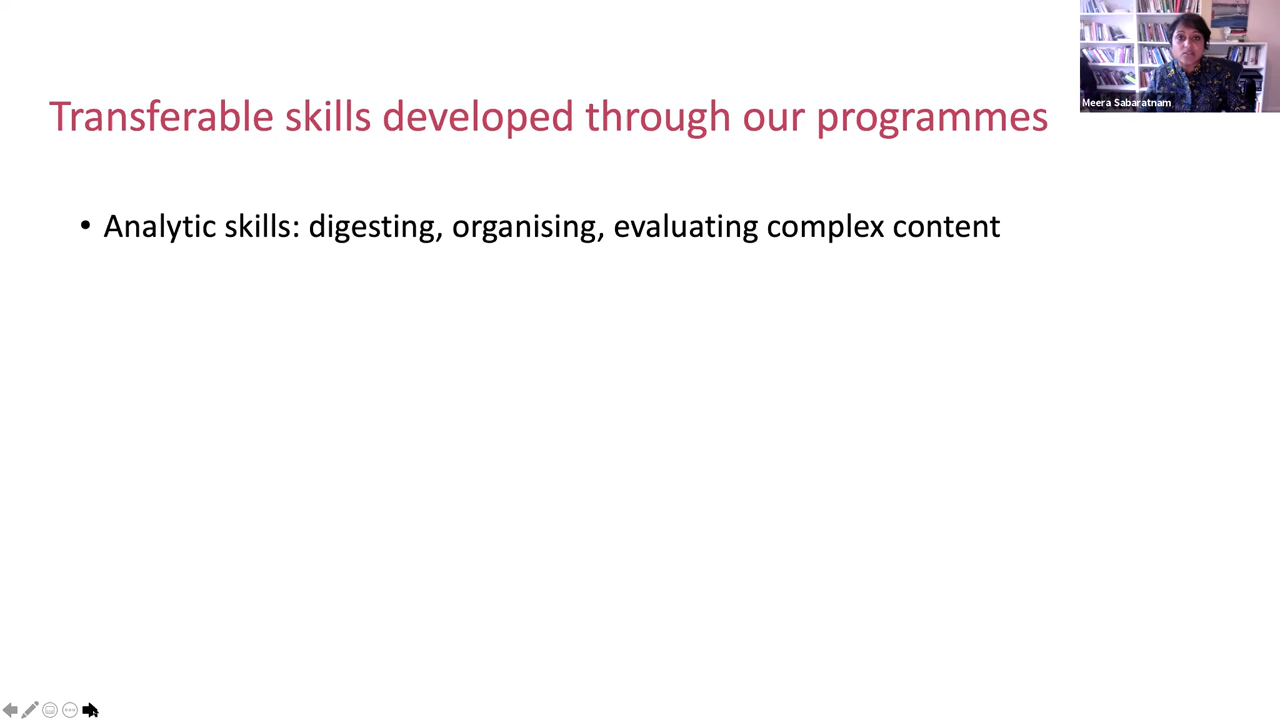 Meera Sabaratnam
Transferable skills developed through our programmes
• Analytic skills: digesting, organising, evaluating complex content